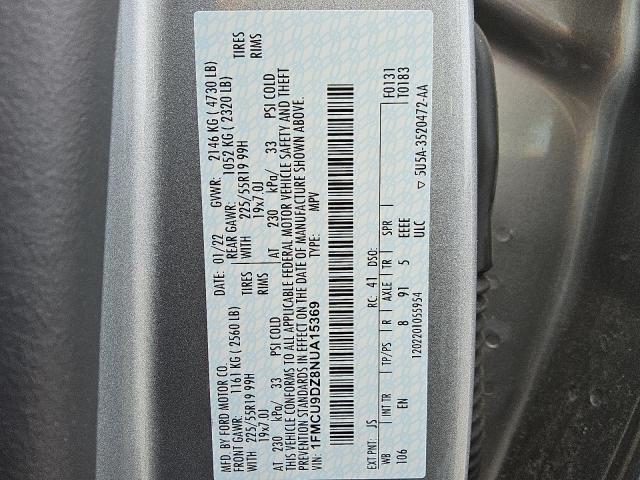 MFD. BY FORD MOTOR CO. DATE: 01/22 GVWR: 2146 KG ( 4730 LB)
FRONT GAWR: 1161 KG ( 2560 LB) REAR GAWR: 1052 KG ( 2320 LB)
WITH 225/55R19 99H WITH 225/55R19 99H TIRES
19x7.0J 19x7.0J RIMS
AT 230 kPa/ 33 PSI COLD AT 230 kPa/ 33 PSI COLD
THIS VEHICLE CONFORMS TO ALL APPLICABLE FEDERAL MOTOR VEHICLE SAFETY AND THEFT
PREVENTION STANDARDS IN EFFECT ON THE DATE OF MANUFACTURE SHOWN ABOVE.
VIN: 1FMCU9DZ8NUA15369 TYPE: MPV
TIRES
RIMS
F0131
T0183
EXT PNT: JS RC: 41 DSO:
WB INT TR TP/PS R AXLE TR SPR
106 EN 8 91 5 EEEE
ULC
1202201055954 ▽ 5U5A-3520472-AA